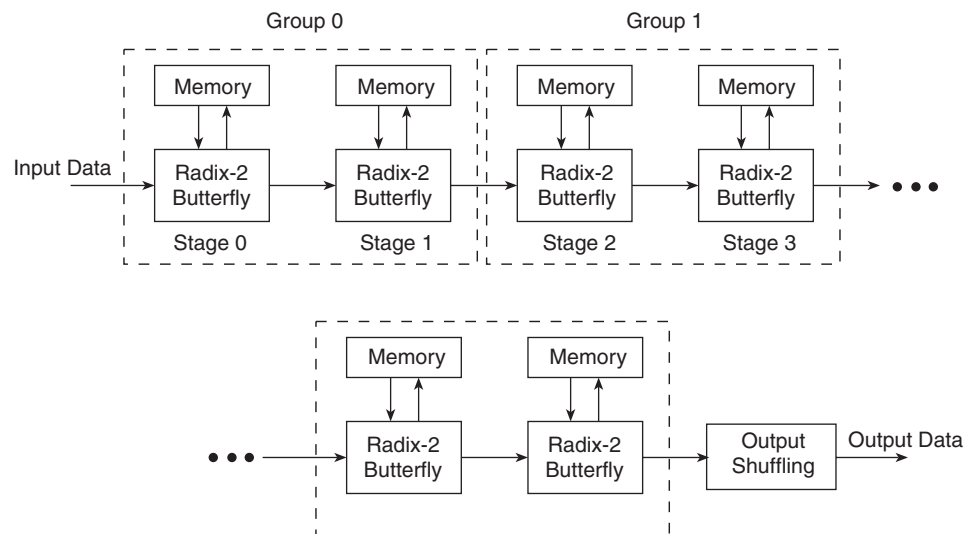 Group 0
Group 1
Memory
Memory
Memory
Memory
Input Data
Radix-2
Butterfly
Radix-2
Butterfly
Radix-2
Butterfly
Radix-2
Butterfly
Stage 0
Stage 1
Stage 2
Stage 3
Memory
Memory
Radix-2
Butterfly
Radix-2
Butterfly
Output
Shuffling
Output Data